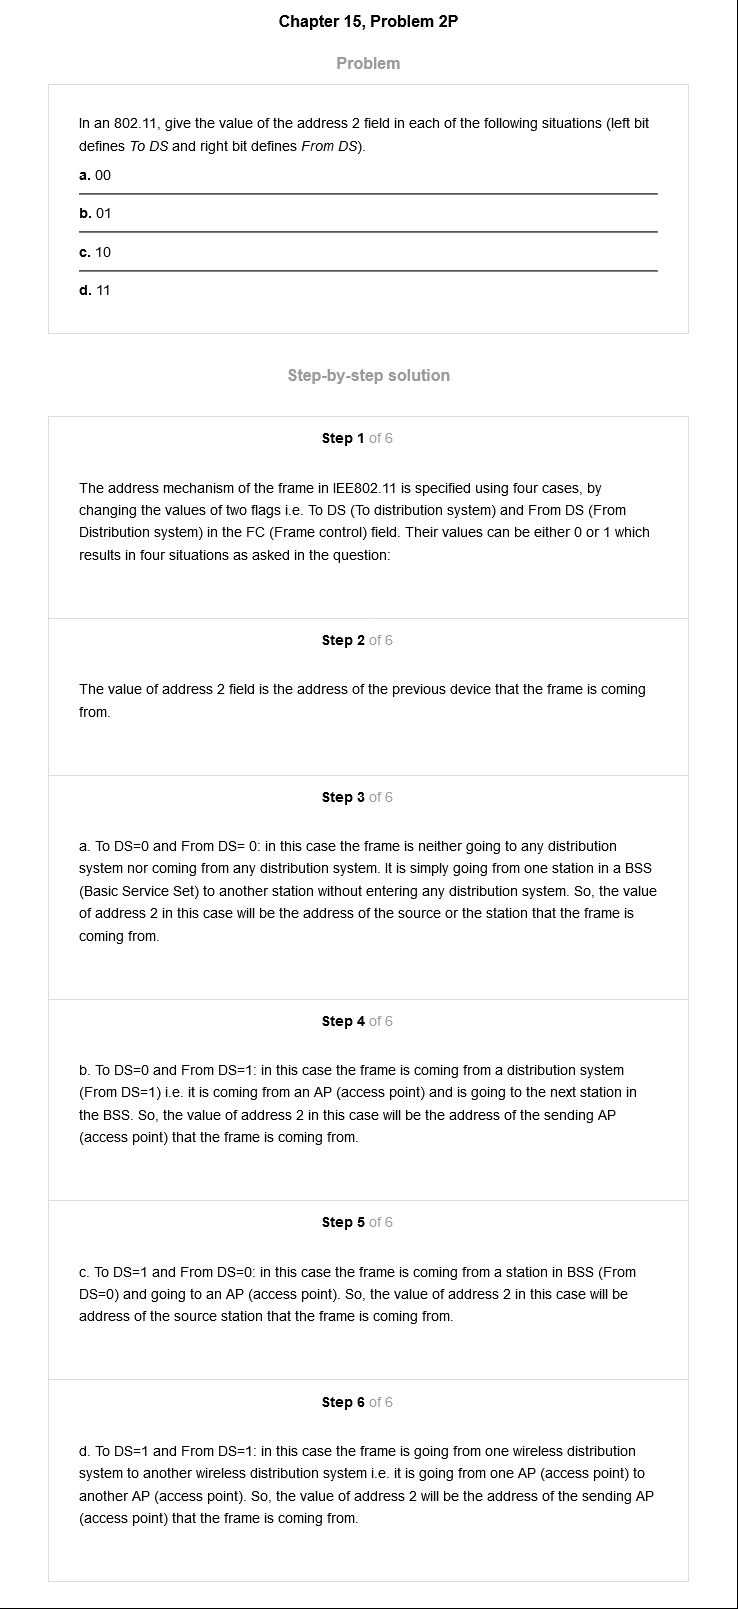 Chapter 15, Problem 2P
Problem
In an 802.11, give the value of the address 2 field in each of the following situations (left bit
defines To DS and right bit defines From DS).
a. 00
b. 01
c. 10
d. 11
Step-by-step solution
Step 1 of 6
The address mechanism of the frame in IEE802.11 is specified using four cases, by
changing the values of two flags i.e. To DS (To distribution system) and From DS (From
Distribution system) in the FC (Frame control) field. Their values can be either 0 or 1 which
results in four situations as asked in the question:
Step 2 of 6
The value of address 2 field is the address of the previous device that the frame is coming
from.
Step 3 of 6
a. To DS=0 and From DS= 0: in this case the frame is neither going to any distribution
system nor coming from any distribution system. It is simply going from one station in a BSS
(Basic Service Set) to another station without entering any distribution system. So, the value
of address 2 in this case will be the address of the source or the station that the frame is
coming from.
Step 4 of 6
b. To DS=0 and From DS=1: in this case the frame is coming from a distribution system
(From DS=1) i.e. it is coming from an AP (access point) and is going to the next station in
the BSS. So, the value of address 2 in this case will be the address of the sending AP
(access point) that the frame is coming from.
Step 5 of 6
c. To DS=1 and From DS=0: in this case the frame is coming from a station in BSS (From
DS=0) and going to an AP (access point). So, the value of address 2 in this case will be
address of the source station that the frame is coming from.
Step 6 of 6
d. To DS=1 and From DS=1: in this case the frame is going from one wireless distribution
system to another wireless distribution system i.e. it is going from one AP (access point) to
another AP (access point). So, the value of address 2 will be the address of the sending AP
(access point) that the frame is coming from.